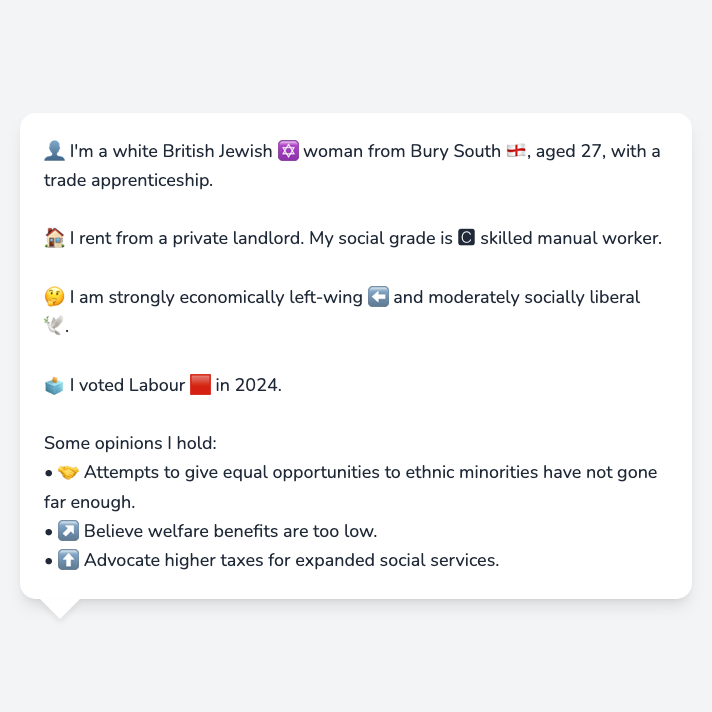 👤 I'm a white British Jewish ✡️ woman from Bury South 🏴󠁧󠁢󠁥󠁮󠁧󠁿, aged 27, with a
trade apprenticeship.
🏠 I rent from a private landlord. My social grade is 🅲 skilled manual worker.
🤔 I am strongly economically left-wing ⬅️ and moderately socially liberal
🕊️.
🗳️ I voted Labour 🟥 in 2024.
Some opinions I hold:
• 🤝 Attempts to give equal opportunities to ethnic minorities have not gone
far enough.
• ↗️ Believe welfare benefits are too low.
• ⬆️ Advocate higher taxes for expanded social services.